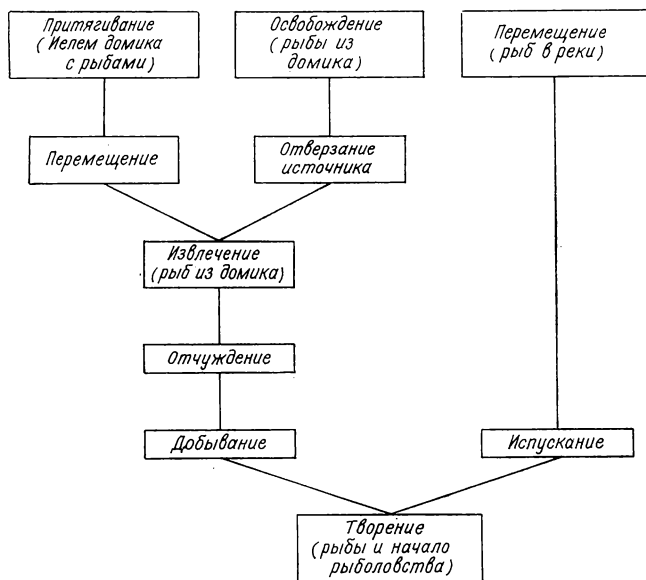 Притягивание
(Иепем домика
с рыбами)
Освобождение
(рыбы из
домика)
Перемещение
(рыб в реки)
Перемещение
Отверзание
источника
Извлечение
(рыб из домика)
Отчуждение
Добывание
Испускание
Творение
(рыбы и начало
рыболовства)